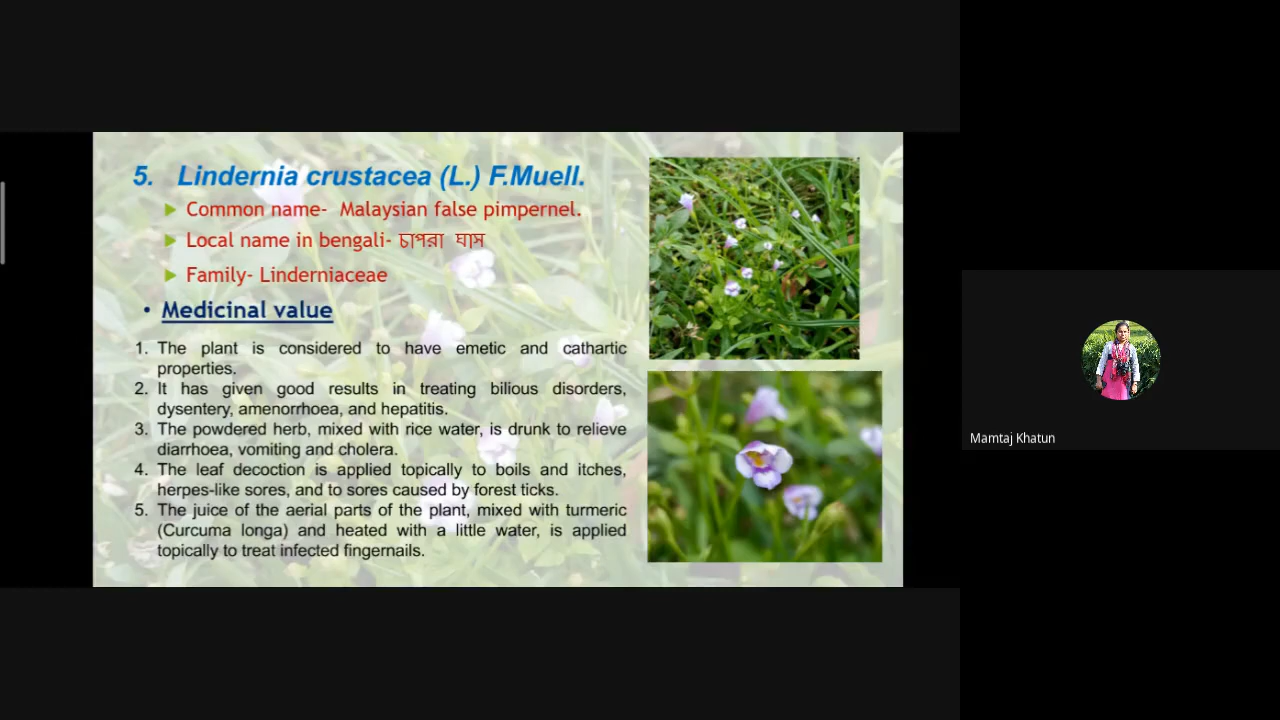 5. Lindernia crustacea (L.) F.Muell.
Common name- Malaysian false pimpernel.
Local name in bengali- চাপরা ঘাস
Family- Linderniaceae
• Medicinal value
1. The plant is considered to have emetic and cathartic
properties.
2. It has given good results in treating bilious disorders,
dysentery, amenorrhoea, and hepatitis.
3. The powdered herb, mixed with rice water, is drunk to relieve
diarrhoea, vomiting and cholera.
4. The leaf decoction is applied topically to boils and itches,
herpes-like sores, and to sores caused by forest ticks.
5. The juice of the aerial parts of the plant, mixed with turmeric
(Curcuma longa) and heated with a little water, is applied
topically to treat infected fingernails.
Mamtaj Khatun